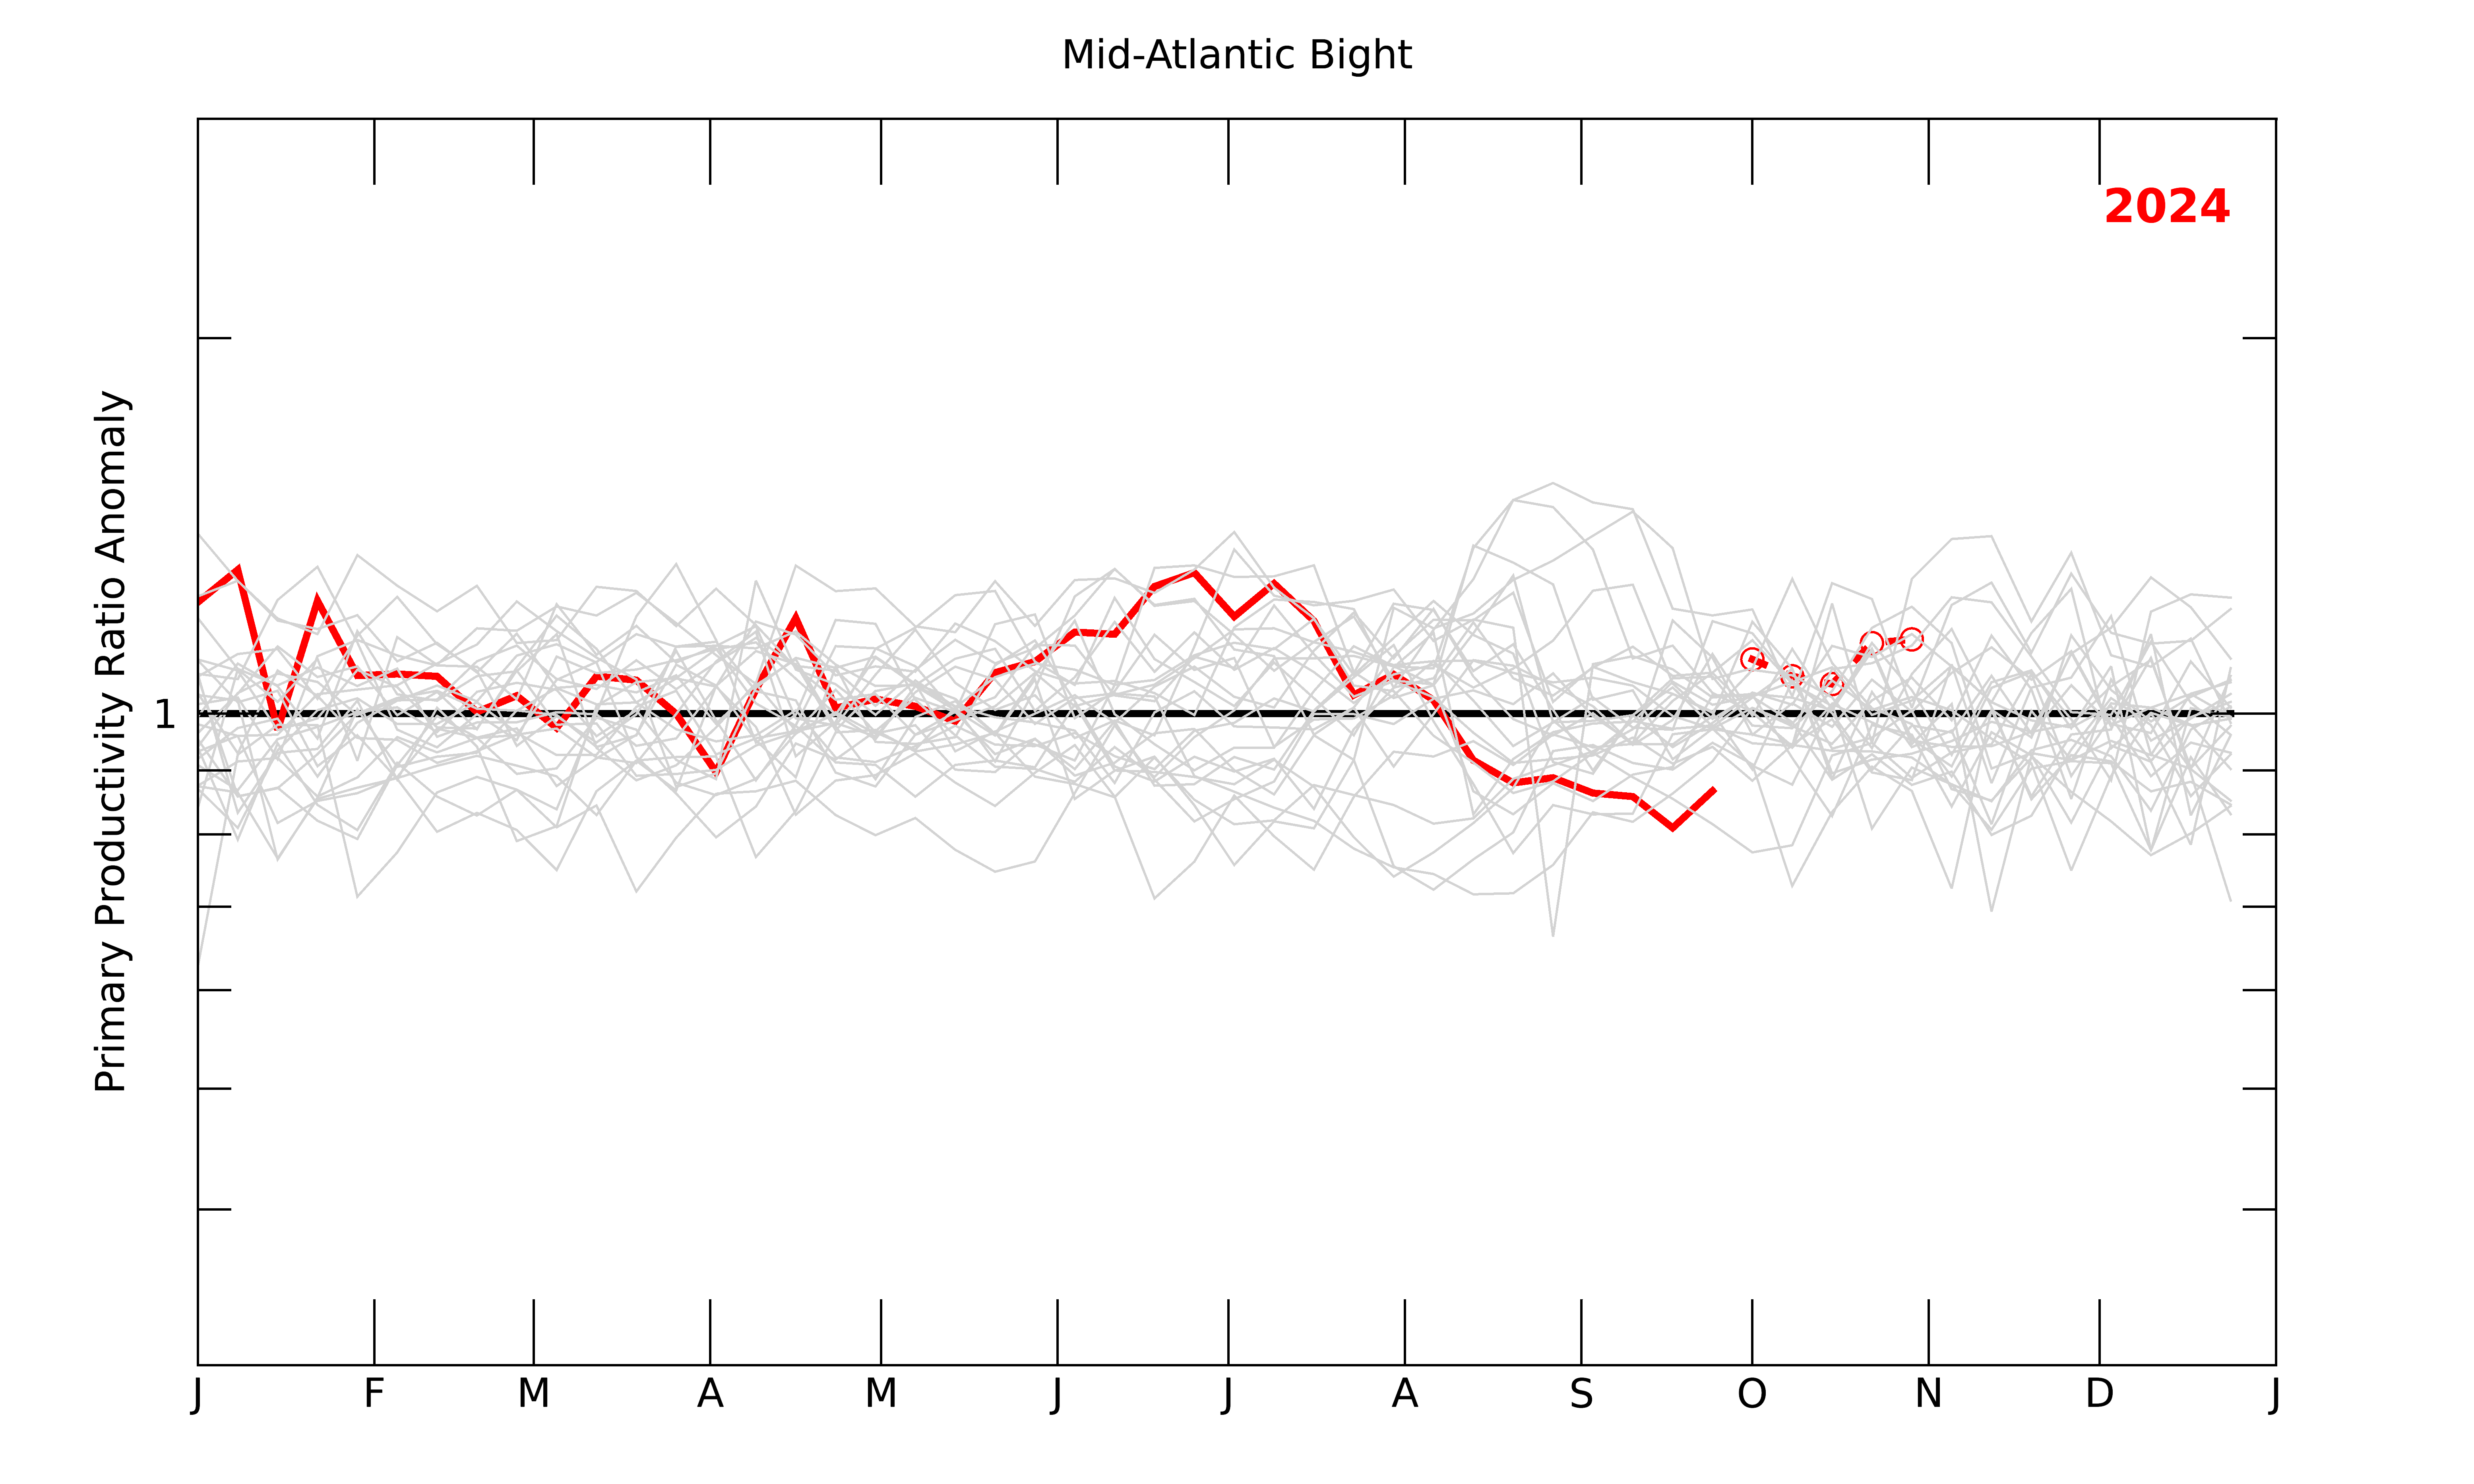 Mid-Atlantic Bight
2024
Primary Productivity Ratio Anomaly
1
J F M A M J J A S O N D J